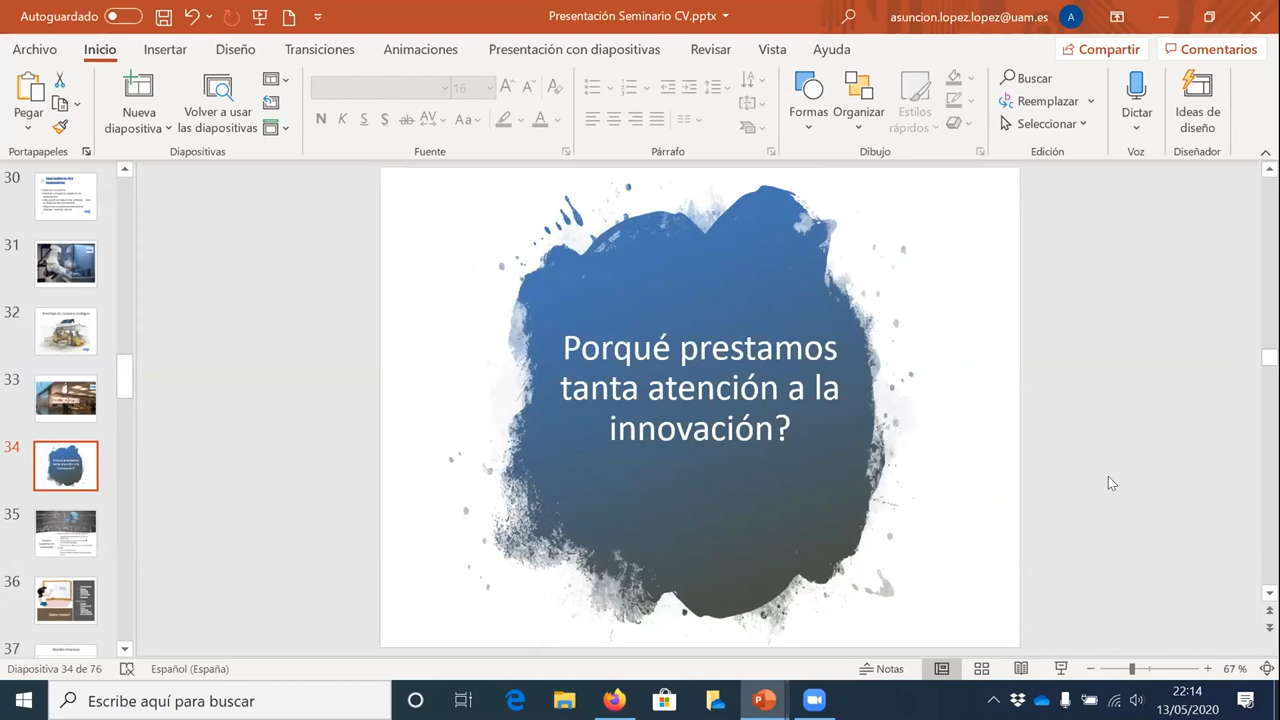 Autoguardado
Presentación Seminario CV.pptx
asuncion.lopez.lopez@uam.es
A
Archivo Inicio Insertar Diseño Transiciones Animaciones Presentación con diapositivas Revisar Vista Ayuda
Compartir
Comentarios
Pegar
Nueva
diapositiva
Volver a usar
las diapositivas
16
Formas
Organizar
Estilos
rápidos
Buscar
Reemplazar
Seleccionar
Dictar
Ideas de
diseño
Portapapeles
Diapositivas
Fuente
Párrafo
Dibujo
Edición
Voz
Diseñador
30
31
32
33
34
35
36
37
Porqué prestamos
tanta atención a la
innovación?
Diapositiva 34 de 76
Español (España)
Notas
67 %
Escribe aquí para buscar
22:14
13/05/2020